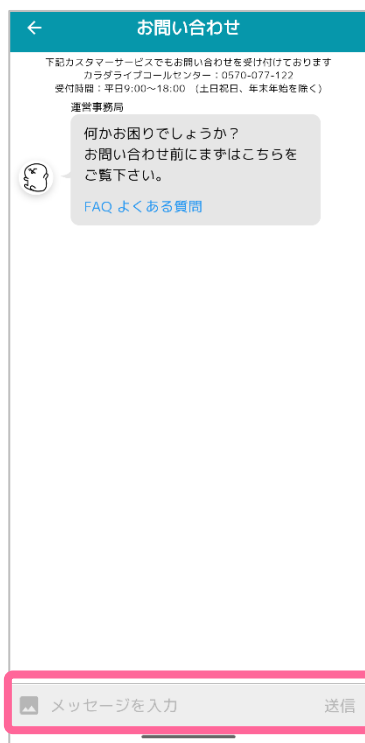 お問い合わせ
下記カスタマーサービスでもお問い合わせを受け付けております
カラダライブコールセンター：0570-077-122
受付時間：平日9:00〜18:00　(土日祝日、年末年始を除く)
運営事務局
何かお困りでしょうか？
お問い合わせ前にまずはこちらを
ご覧下さい。
FAQ よくある質問
メッセージを入力 送信